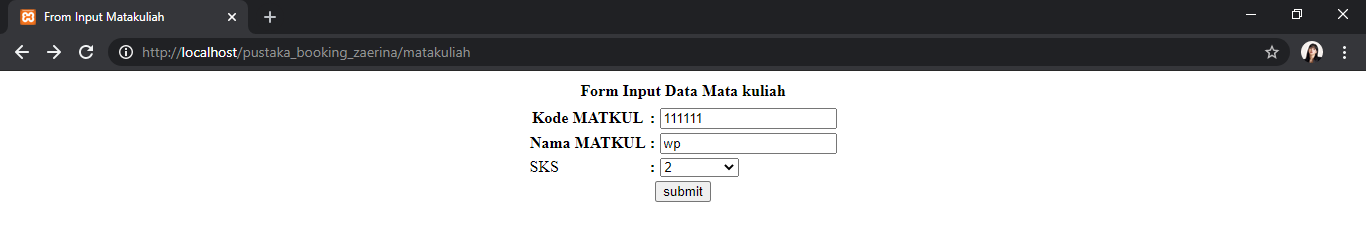 From Input Matakuliah
http://localhost/pustaka_booking_zaerina/matakuliah
Form Input Data Mata kuliah
Kode MATKUL : 111111
Nama MATKUL : wp
SKS : 2
submit